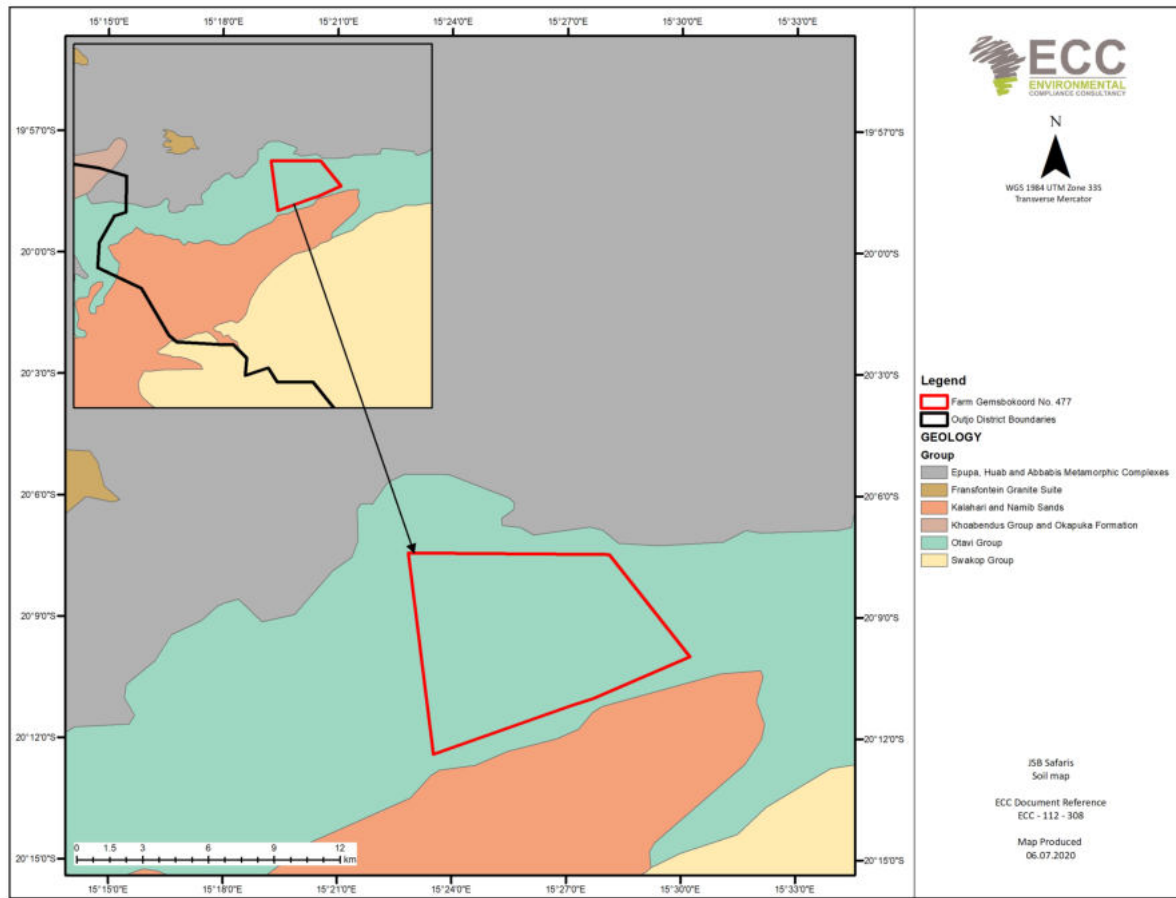 15°15'0"E 15°18'0"E 15°21'0"E 15°24'0"E 15°27'0"E 15°30'0"E 15°33'0"E
19°57'0"S 19°57'0"S
20°0'0"S 20°0'0"S
20°3'0"S 20°3'0"S
20°6'0"S 20°6'0"S
20°9'0"S 20°9'0"S
20°12'0"S 20°12'0"S
20°15'0"S 20°15'0"S
0 1.5 3 6 9 12
km
15°15'0"E 15°18'0"E 15°21'0"E 15°24'0"E 15°27'0"E 15°30'0"E 15°33'0"E
ECC
ENVIRONMENTAL
COMPLIANCE CONSULTANCY
N
WGS 1984 UTM Zone 33S
Transverse Mercator
Legend
Farm Gemsbokoord No. 477
Outjo District Boundaries
GEOLOGY
Group
Epupa, Huab and Abbabis Metamorphic Complexes
Fransfontein Granite Suite
Kalahari and Namib Sands
Khoabendus Group and Okapuka Formation
Otavi Group
Swakop Group
JSB Safaris
Soil map
ECC Document Reference
ECC - 112 - 308
Map Produced
06.07.2020